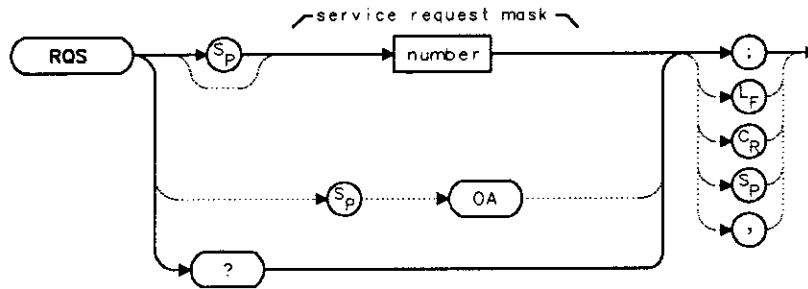 service request mask
RQS
SP
number
;
LF
CR
SP
OA
SP
,
?